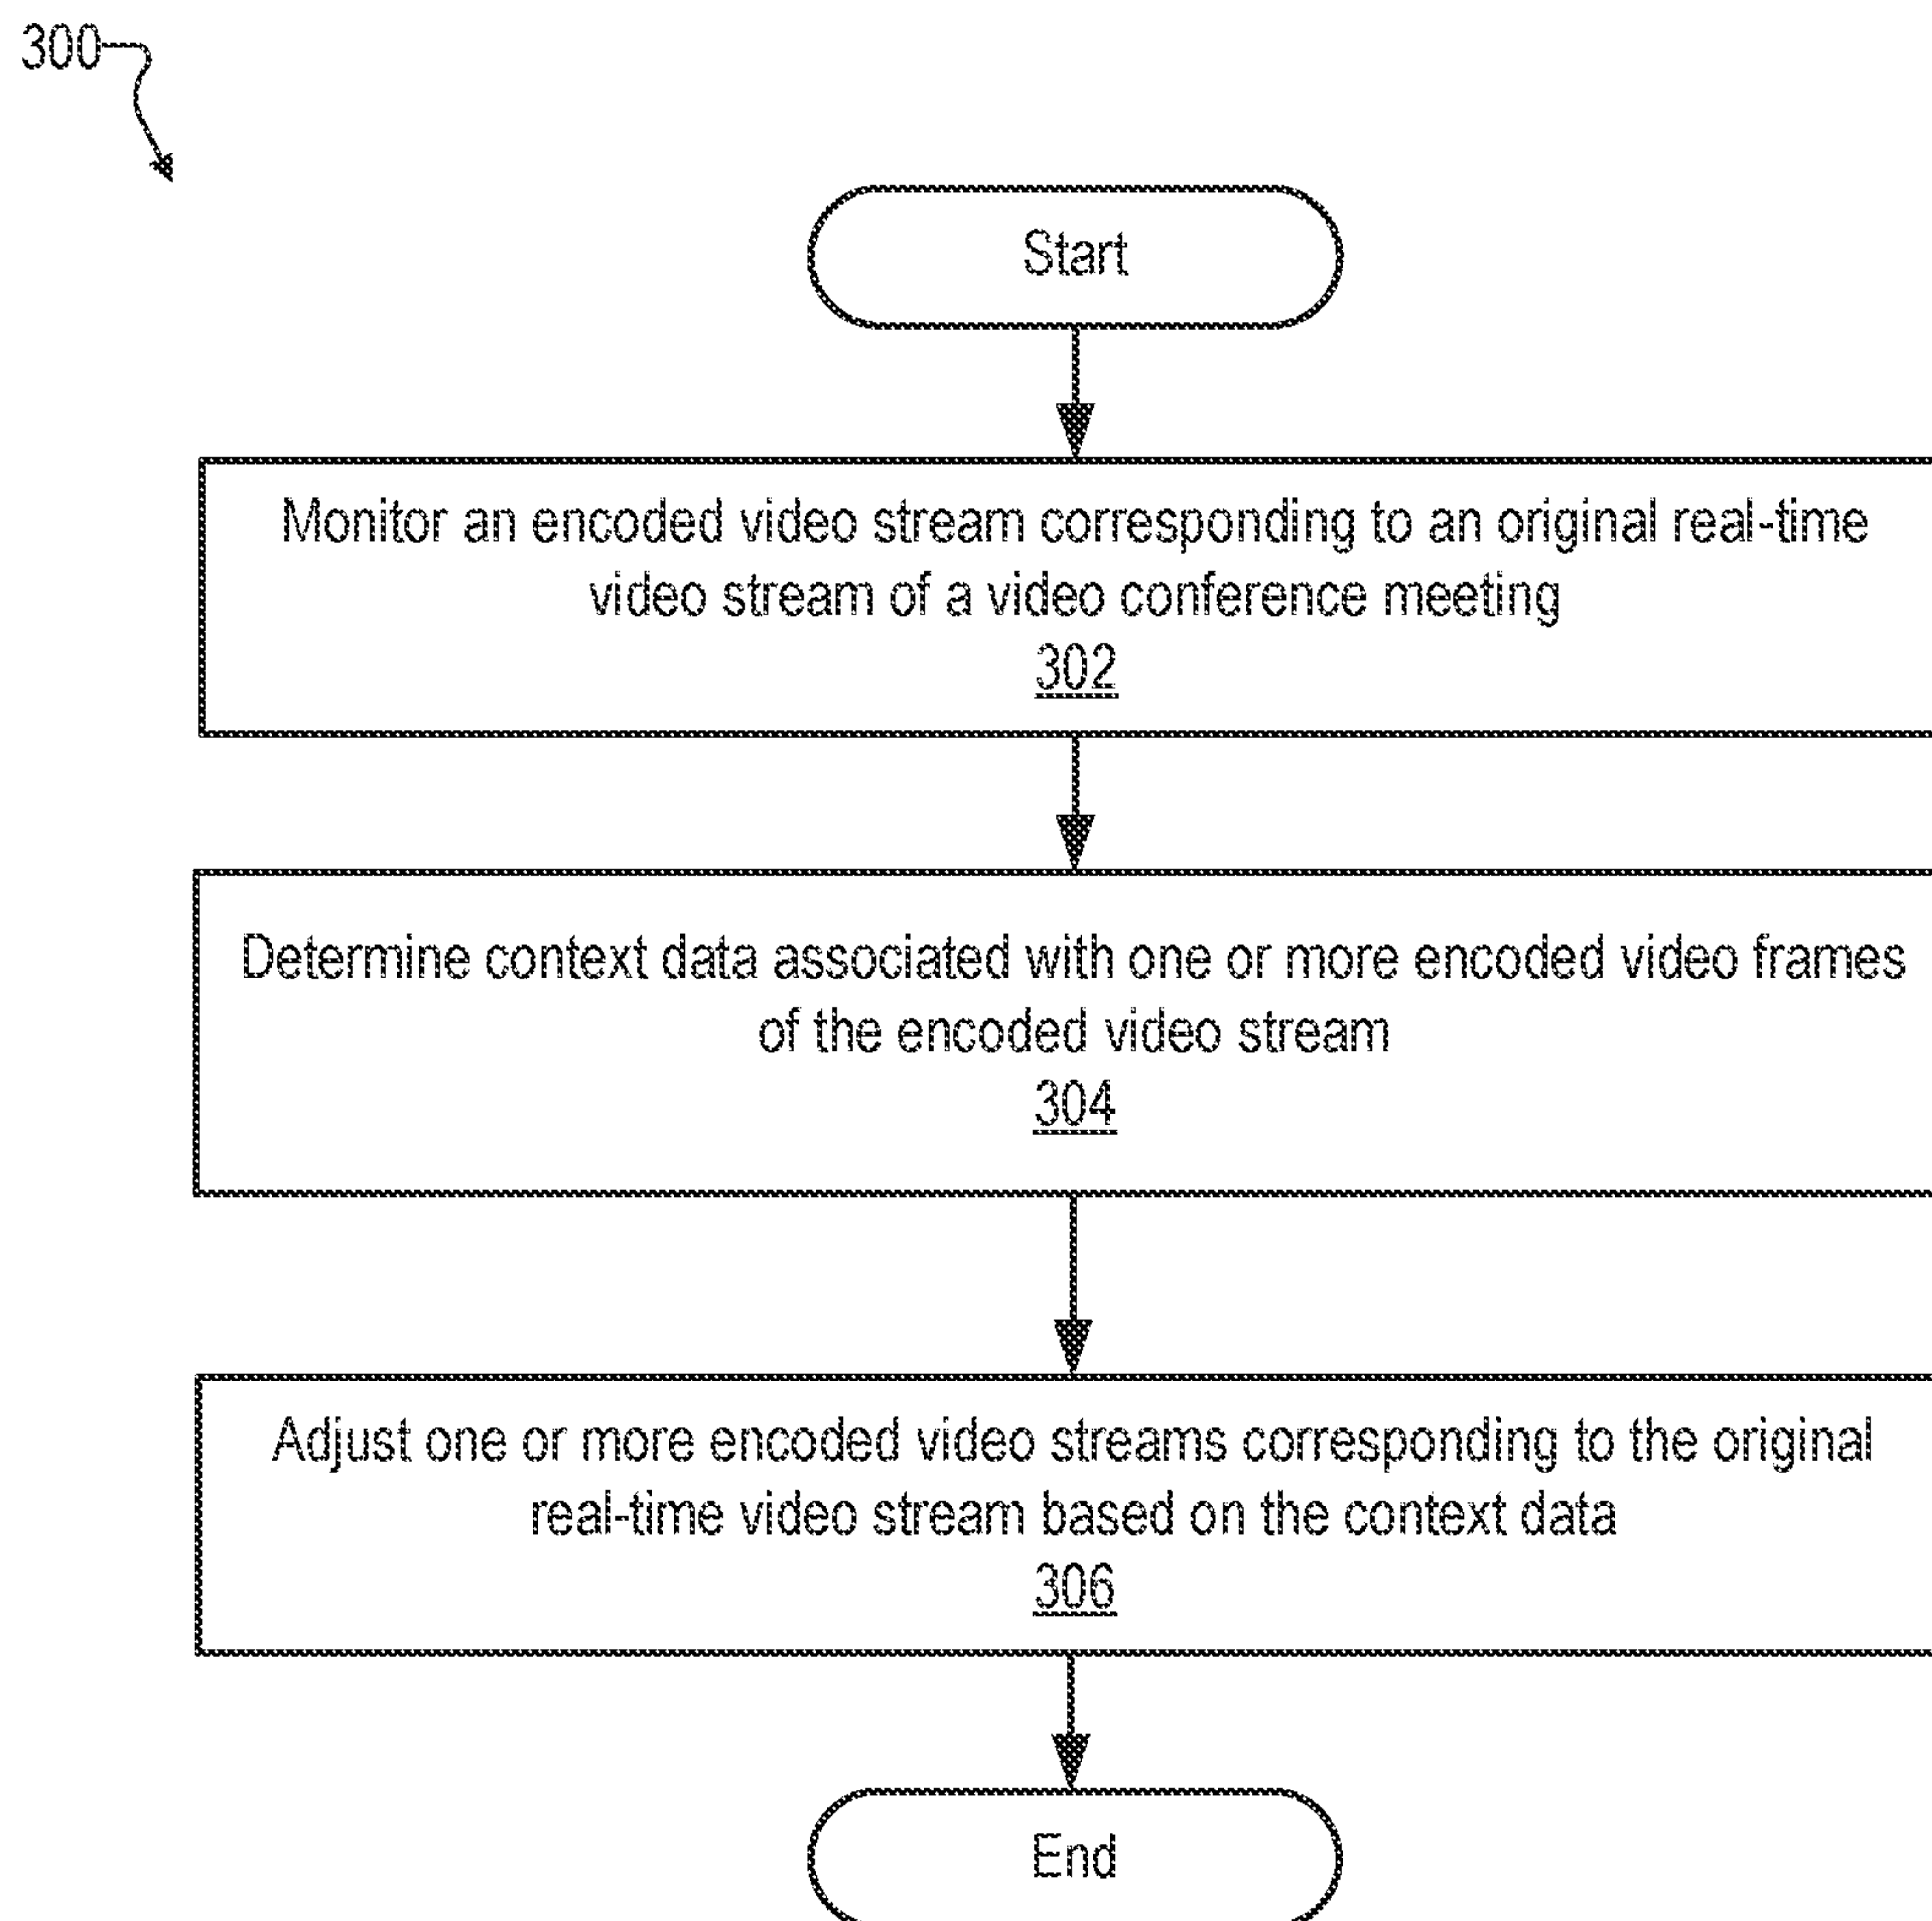 300
Start
Monitor an encoded video stream corresponding to an original real-time
video stream of a video conference meeting
302
Determine context data associated with one or more encoded video frames
of the encoded video stream
304
Adjust one or more encoded video streams corresponding to the original
real-time video stream based on the context data
306
End